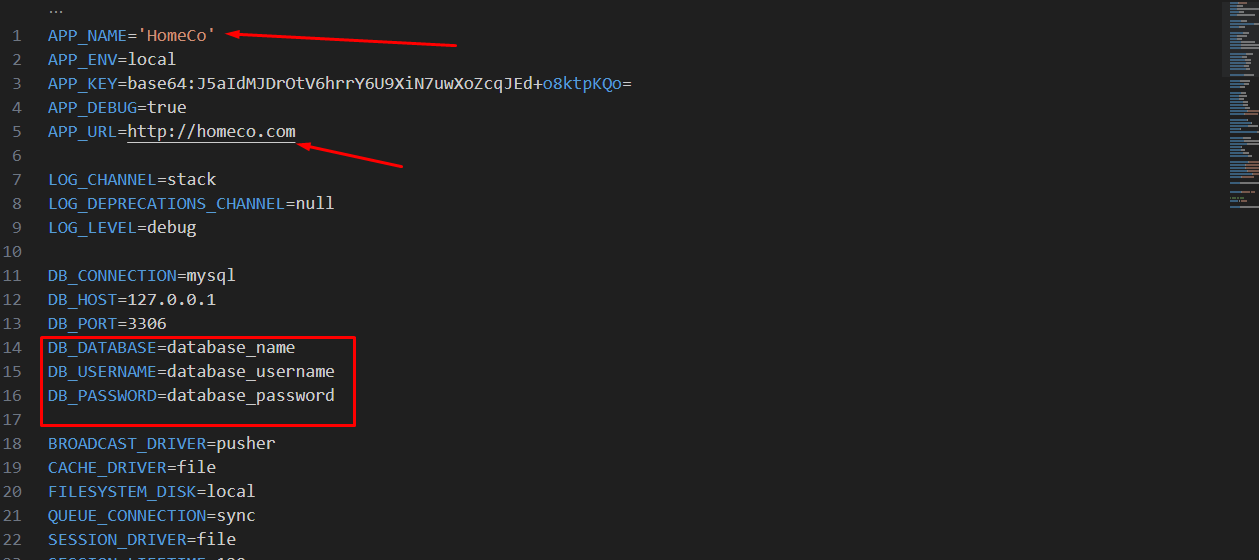 ...
1 APP_NAME='HomeCo'
2 APP_ENV=local
3 APP_KEY=base64:J5aIdMJDrOtV6hrrY6U9XiN7uwXoZcqJEd+o8ktpKQo=
4 APP_DEBUG=true
5 APP_URL=http://homeco.com
6
7 LOG_CHANNEL=stack
8 LOG_DEPRECATIONS_CHANNEL=null
9 LOG_LEVEL=debug
10
11 DB_CONNECTION=mysql
12 DB_HOST=127.0.0.1
13 DB_PORT=3306
14 DB_DATABASE=database_name
15 DB_USERNAME=database_username
16 DB_PASSWORD=database_password
17
18 BROADCAST_DRIVER=pusher
19 CACHE_DRIVER=file
20 FILESYSTEM_DISK=local
21 QUEUE_CONNECTION=sync
22 SESSION_DRIVER=file